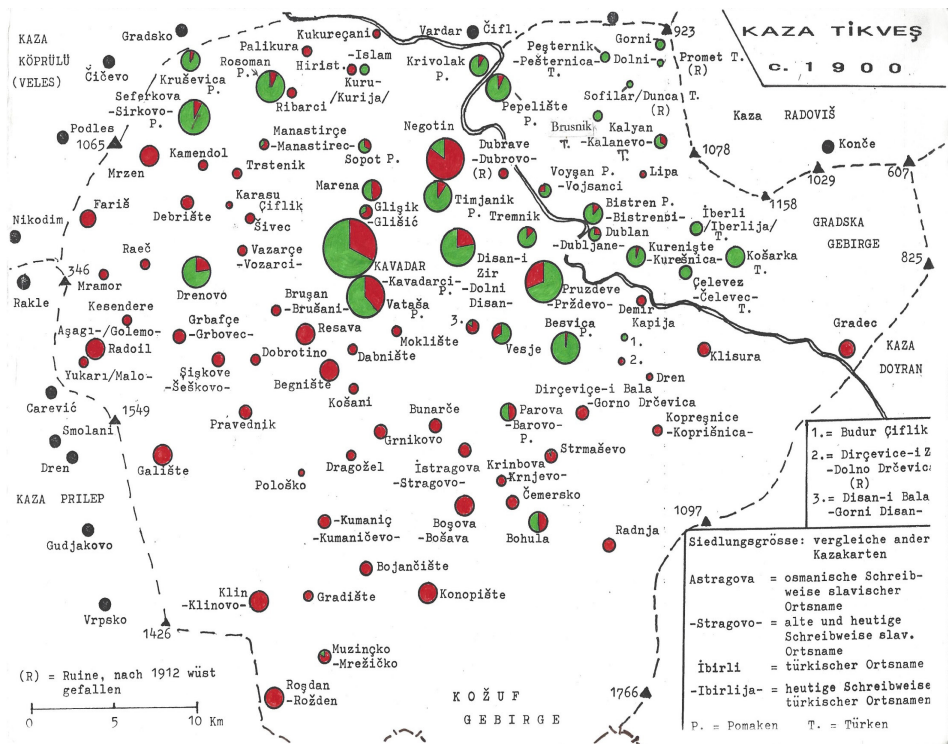 KAZA TİKVEŞ
c. 1900
KAZA
KÖPRÜLÜ
(VELES)
Gradsko
Čičevo
Kruševica
P.
Kukureçani
Palikura
Rosoman
P.
Hirist.
-Islam
Kuru-
/Kurija/
Ribarci
Vardar
Čifl.
Krivolak
P.
Pepelište
P.
Peşternik
-Pešternica-
T.
Gorni-
Dolni-
923
Promet T.
(R)
Sofilar/Dunca T.
(R)
Kaza RADOVIŠ
Seferkova
-Sirkovo-
P.
Podles
1065
Mrzen
Kamendol
Manastirçe
-Manastirec-
Sopot P.
Trstenik
Negotin
Dubrave
-Dubrovo-
(R)
Brusnik
T.
Kalyan
-Kalanevo-
T.
Lipa
1078
Konče
1029
607
1158
Voyşan P.
-Vojsanci
Marena
Glişik
-Glišić
Timjanik
P.
Tremnik
Bistren P.
-Bistrenbi-
Dublan
-Dubljane-
İberli
/Iberlija/
T.
GRADSKA
GEBIRGE
Nikodim
Fariš
Debrište
Karasu
Çiflik
Šivec
Vazarçe
-Vozarci-
KAVADAR
-Kavadarci-
P.
Disan-i
Zir
-Dolni
Disan-
Kurenişte
-Kurešnica-
Košarka
T.
Çelevez
-Čelevec-
T.
825
Rakle
346
Mramor
Raeč
Drenovo
Vataša
P.
Pruzdeve
-Prždevo-
Demir
Kapija
Kesendere
Bruşan
-Brušani-
Aşagı-/Golemo-
Radoil
Yukarı/Malo-
Grbafçe
-Grbovec-
Resava
Moklište
3.
Vesje
Besvica
P.
1.
2.
Dren
Klisura
Gradec
KAZA
DOYRAN
Şişkove
-Šeškovo-
Dobrotino
Dabnište
Begnište
Košani
Dirçeviçe-i Bala
-Gorno Drčevica
Carević
1549
Smolani
Dren
Právednik
Bunarče
Grnikovo
Parova
-Barovo-
P.
Kopreşnice
-Koprišnica-
Galište
Dragožel
Pološko
İstragova
-Stragovo-
Krinbova
-Krnjevo-
Strmaševo
Čemersko
KAZA PRILEP
Gudjakovo
-Kumaniç
-Kumaničevo-
Boşova
-Bošava
Bohula
Radnja
1097
Bojančište
Klin
-Klinovo-
Gradište
Konopište
Vrpsko
1426
Muzinçko
-Mrežičko
Roşdan
-Rožden
KOŽUF
GEBIRGE
1766
1.= Budur Çiflik
2.= Dirçevice-i Z
-Dolno Drčevica
(R)
3.= Disan-i Bala
-Gorni Disan-
Siedlungsgrösse: vergleiche ander
Kazakarten
Astragova = osmanische Schreib-
weise slavischer
Ortsname
-Stragovo- = alte und heutige
Schreibweise slav.
Ortsnamen
İbirli = türkischer Ortsname
-Ibirlija- = heutige Schreibweise
türkischer Ortsnamen
P. = Pomaken T. = Türken
(R) = Ruine, nach 1912 wüst
gefallen
0 5 10 Km